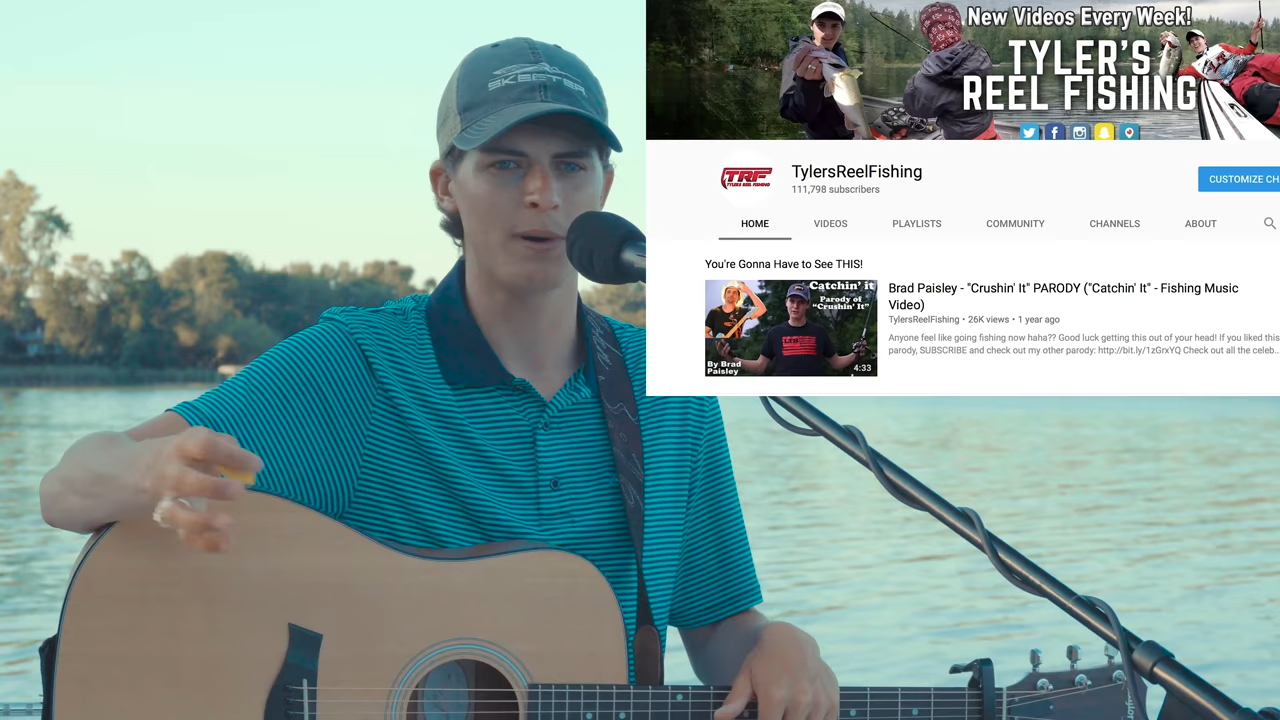 SKEETER
New Videos Every Week!
TYLER'S
REEL FISHING
TRF
TYLERS REEL FISHING
TylersReelFishing
111,798 subscribers
CUSTOMIZE CH
HOME VIDEOS PLAYLISTS COMMUNITY CHANNELS ABOUT
You're Gonna Have to See THIS!
Catchin' it
Parody of
"Crushin' It"
By Brad
Paisley
4:33
Brad Paisley - "Crushin' It" PARODY ("Catchin' It" - Fishing Music
Video)
TylersReelFishing • 26K views • 1 year ago
Anyone feel like going fishing now haha?? Good luck getting this out of your head! If you liked this
parody, SUBSCRIBE and check out my other parody: http://bit.ly/1zGrxYQ Check out all the celeb...